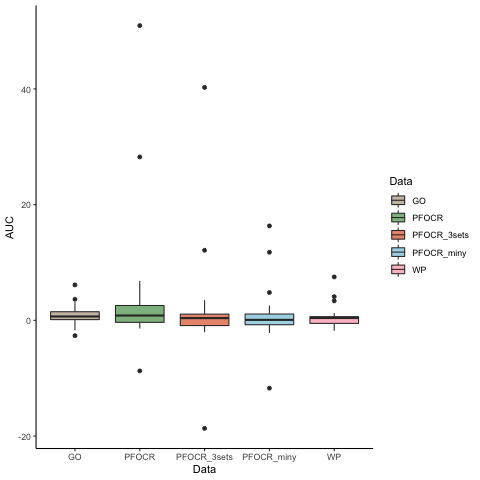 AUC
40
20
0
-20
GO PFOCR PFOCR_3sets PFOCR_miny WP
Data
Data
GO
PFOCR
PFOCR_3sets
PFOCR_miny
WP